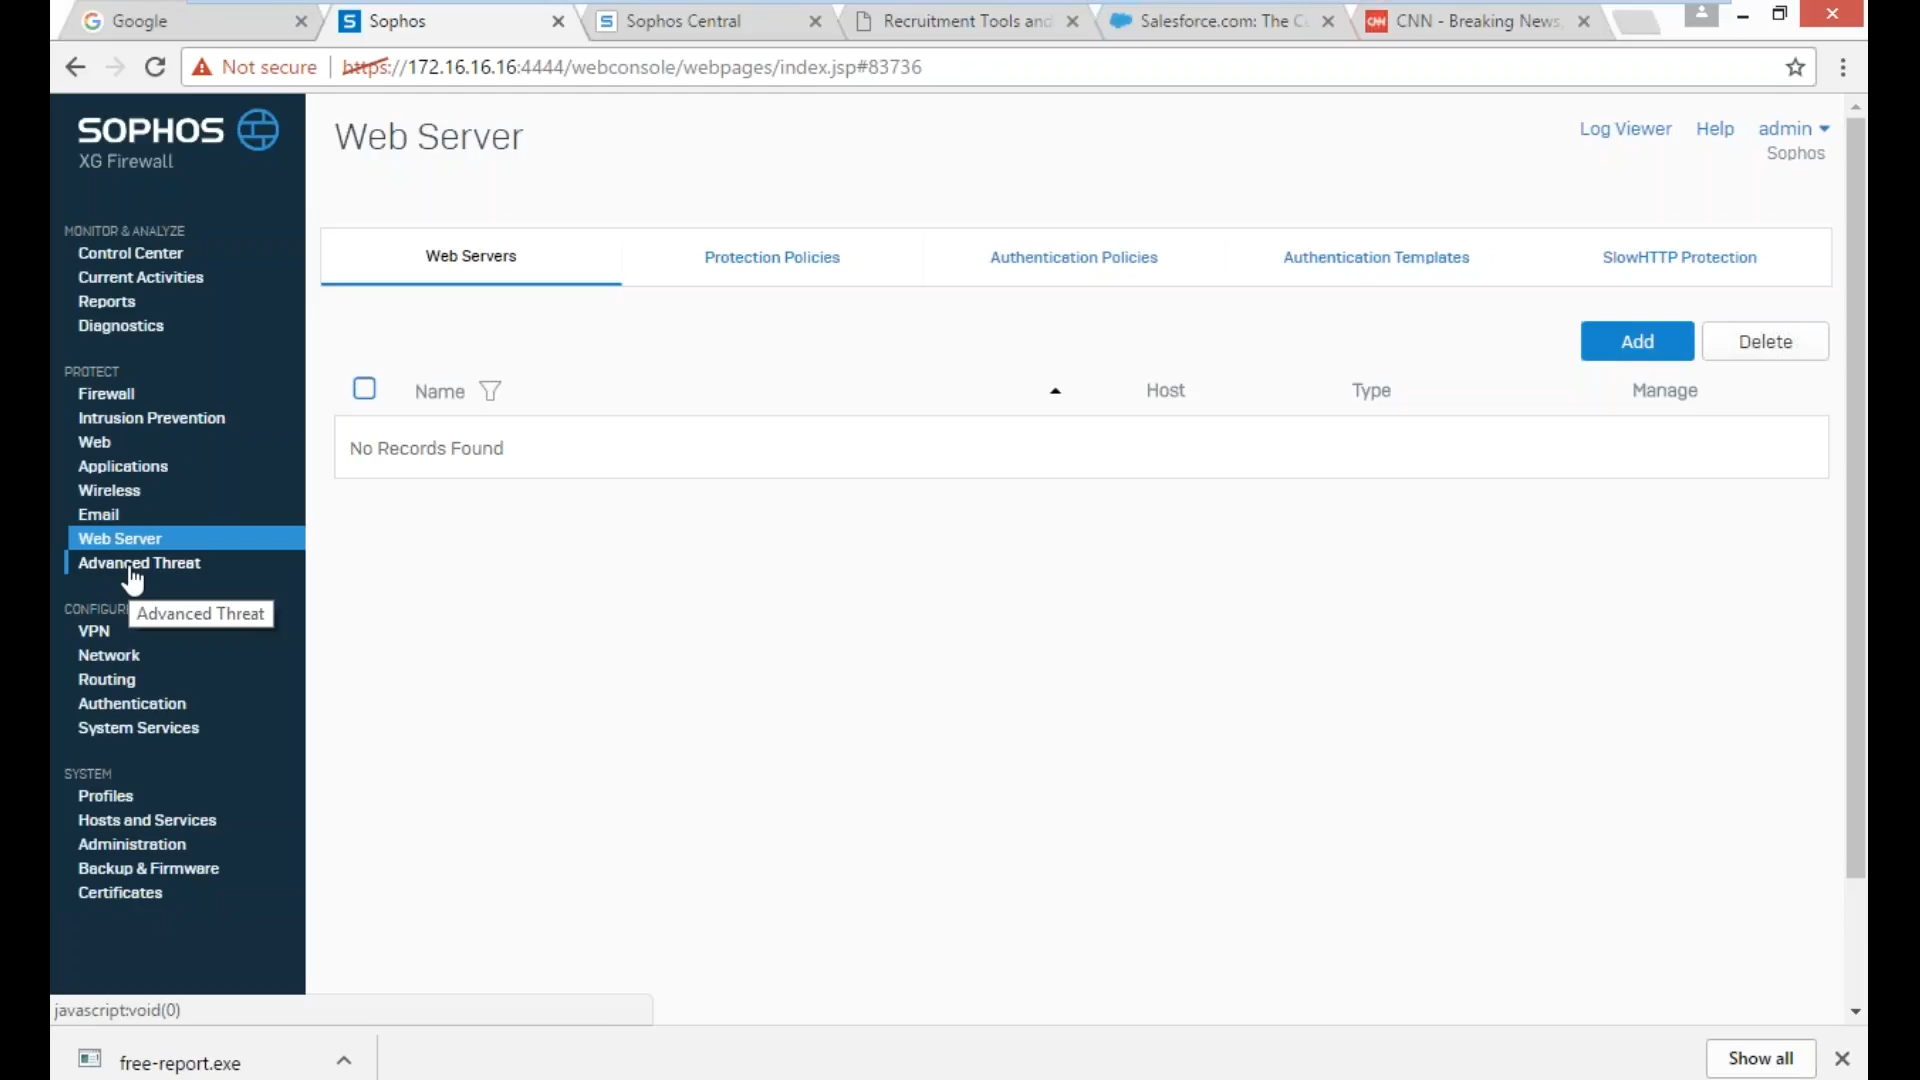 Google
Sophos
Sophos Central
Recruitment Tools and
Salesforce.com: The C
CNN - Breaking News,
Not secure
https://172.16.16.16:4444/webconsole/webpages/index.jsp#83736
SOPHOS
XG Firewall
MONITOR & ANALYZE
Control Center
Current Activities
Reports
Diagnostics
PROTECT
Firewall
Intrusion Prevention
Web
Applications
Wireless
Email
Web Server
Advanced Threat
Advanced Threat
CONFIGUR
VPN
Network
Routing
Authentication
System Services
SYSTEM
Profiles
Hosts and Services
Administration
Backup & Firmware
Certificates
Web Server
Log Viewer
Help
admin
Sophos
Web Servers
Protection Policies
Authentication Policies
Authentication Templates
SlowHTTP Protection
Add
Delete
Name
Host
Type
Manage
No Records Found
javascript:void(0)
free-report.exe
Show all